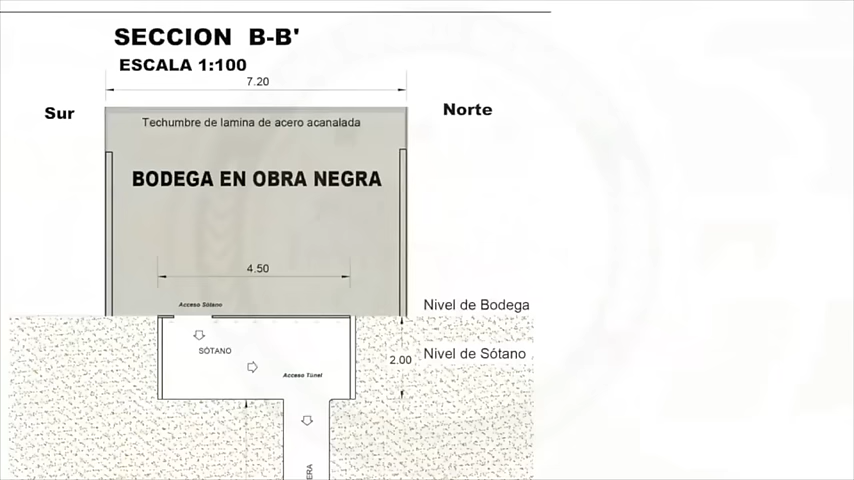 SECCION B-B'
ESCALA 1:100
7.20
Sur
Norte
Techumbre de lamina de acero acanalada
BODEGA EN OBRA NEGRA
4.50
Acceso Sótano
Nivel de Bodega
SÓTANO
2.00
Nivel de Sótano
Acceso Túnel
ERA